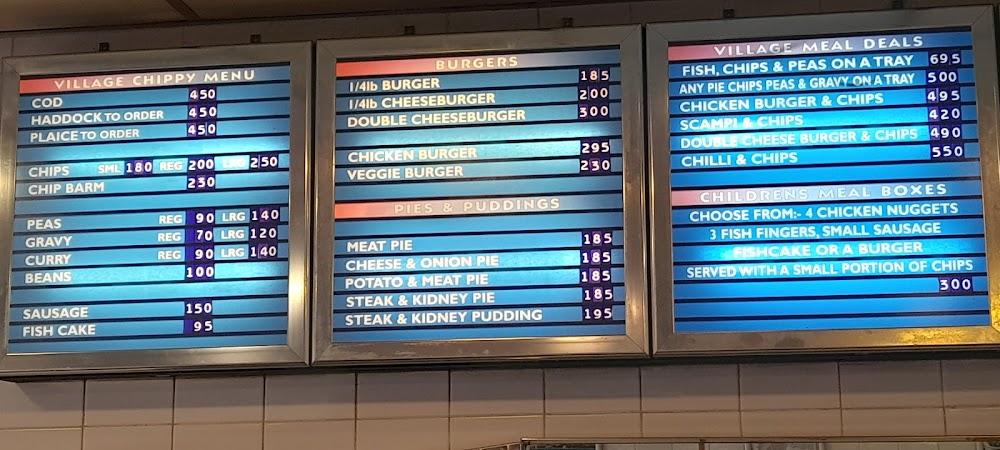 VILLAGE CHIPPY MENU
COD 450
HADDOCK TO ORDER 450
PLAICE TO ORDER 450
CHIPS SML 180 REG 200 LRG 250
CHIP BARM 230
PEAS REG 90 LRG 140
GRAVY REG 70 LRG 120
CURRY REG 90 LRG 140
BEANS 100
SAUSAGE 150
FISH CAKE 95
BURGERS
1/4lb BURGER 185
1/4lb CHEESEBURGER 200
DOUBLE CHEESEBURGER 300
CHICKEN BURGER 295
VEGGIE BURGER 230
PIES & PUDDINGS
MEAT PIE 185
CHEESE & ONION PIE 185
POTATO & MEAT PIE 185
STEAK & KIDNEY PIE 185
STEAK & KIDNEY PUDDING 195
VILLAGE MEAL DEALS
FISH, CHIPS & PEAS ON A TRAY 695
ANY PIE CHIPS PEAS & GRAVY ON A TRAY 500
CHICKEN BURGER & CHIPS 495
SCAMPI & CHIPS 420
DOUBLE CHEESE BURGER & CHIPS 490
CHILLI & CHIPS 550
CHILDRENS MEAL BOXES
CHOOSE FROM:- 4 CHICKEN NUGGETS
3 FISH FINGERS, SMALL SAUSAGE
FISHCAKE OR A BURGER
SERVED WITH A SMALL PORTION OF CHIPS
300